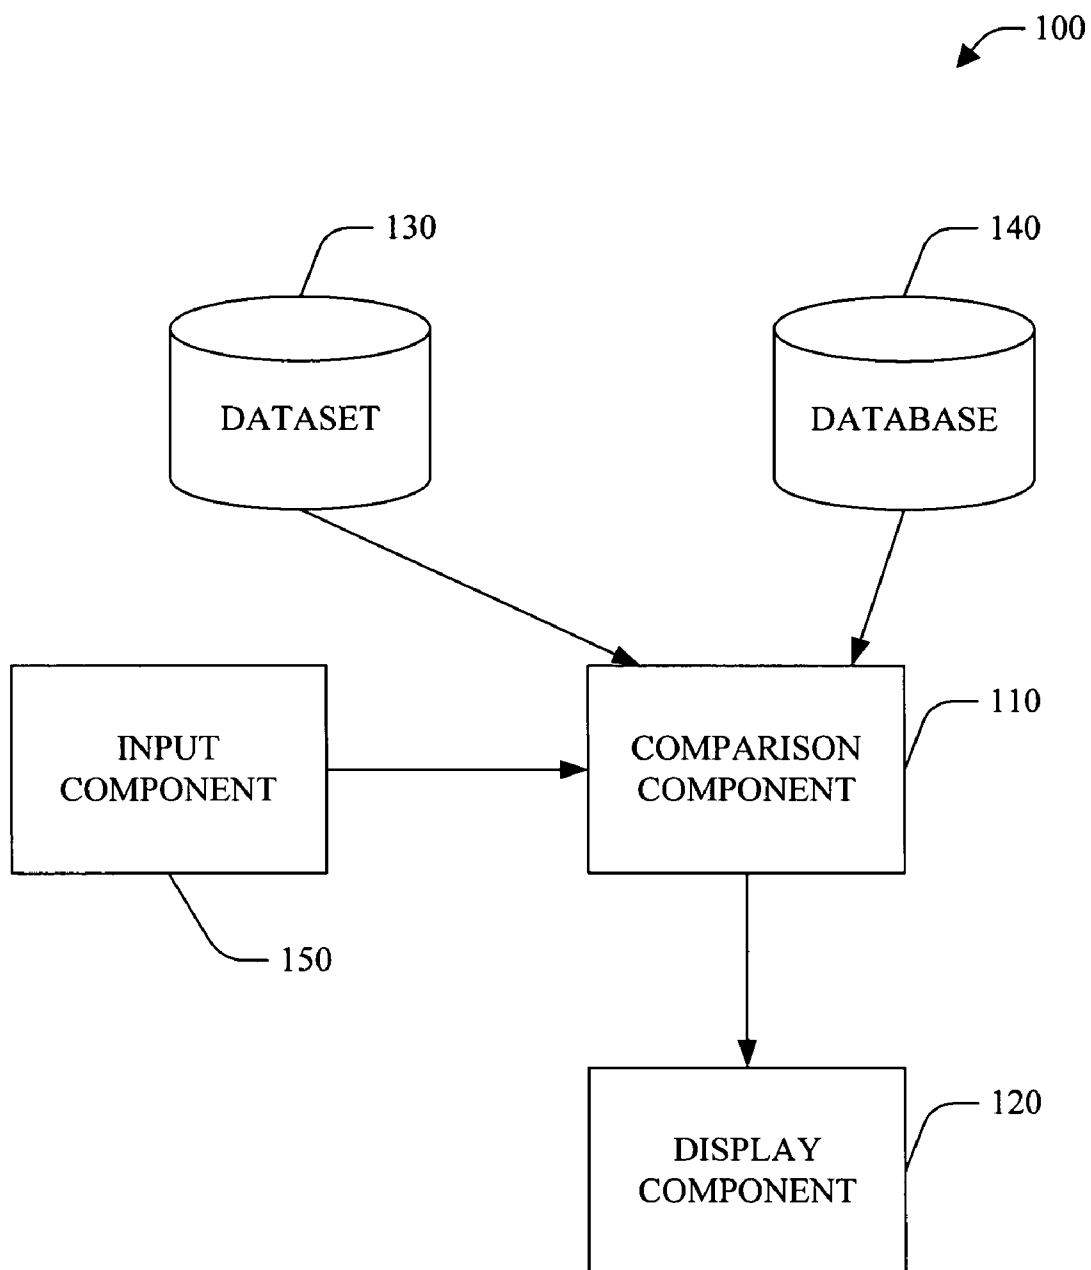 100
130
140
DATASET
DATABASE
110
INPUT
COMPONENT
COMPARISON
COMPONENT
150
120
DISPLAY
COMPONENT